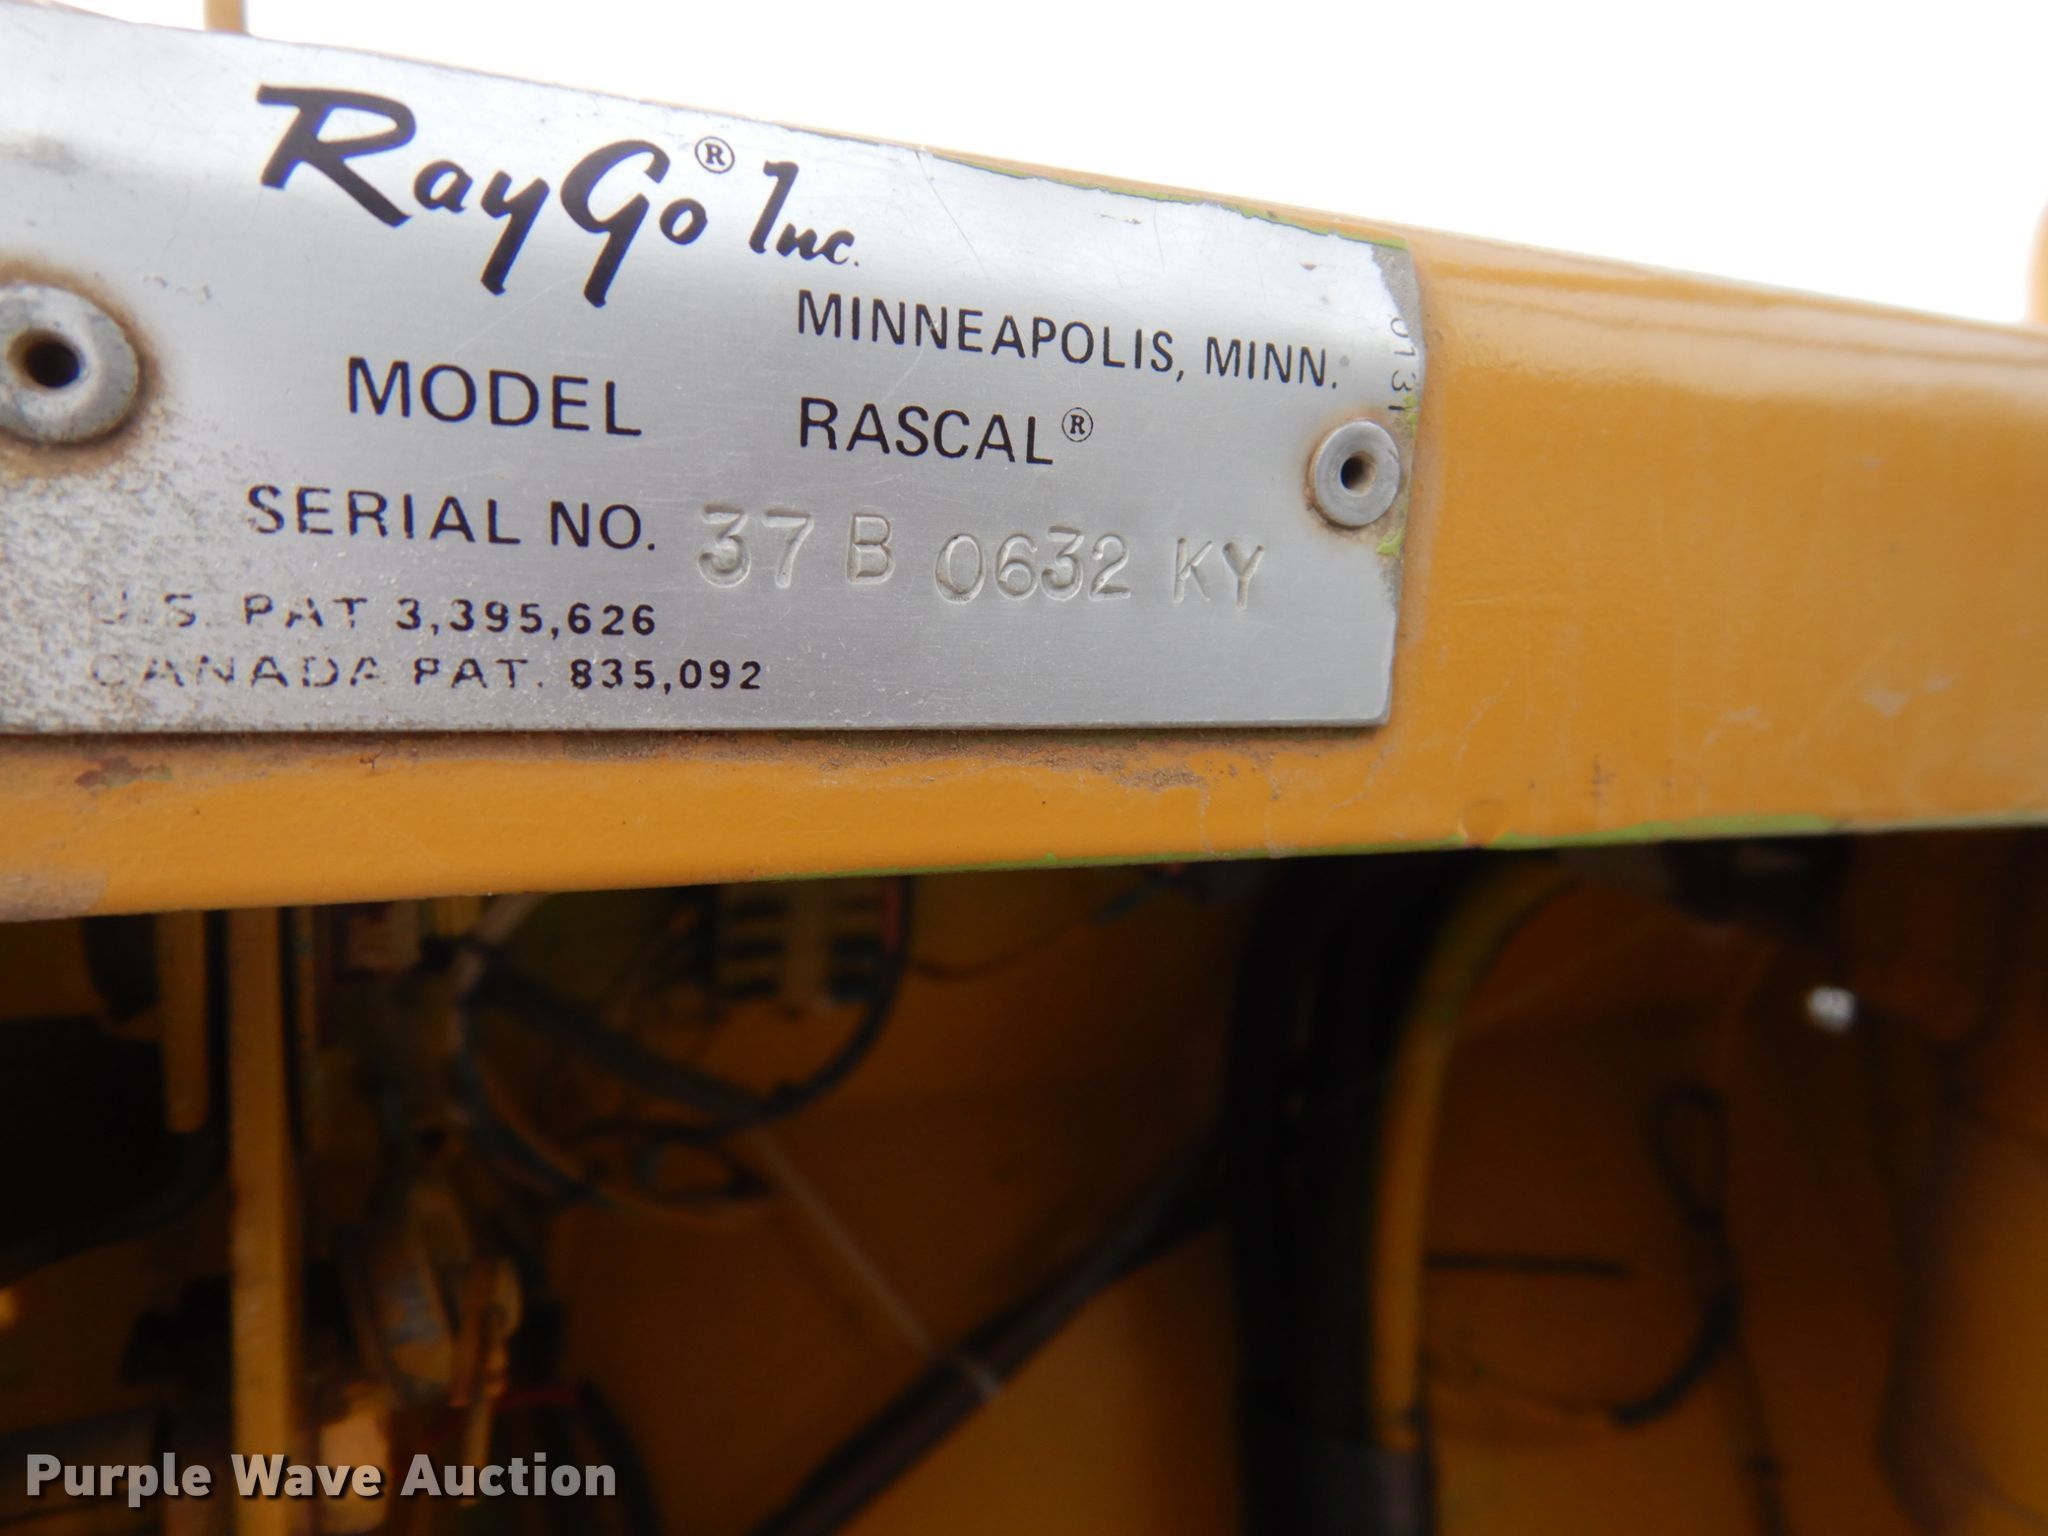 RayGo® Inc.
MINNEAPOLIS, MINN.
MODEL RASCAL®
SERIAL NO. 37 B 0632 KY
U.S. PAT 3,395,626
CANADA PAT. 835,092
Purple Wave Auction